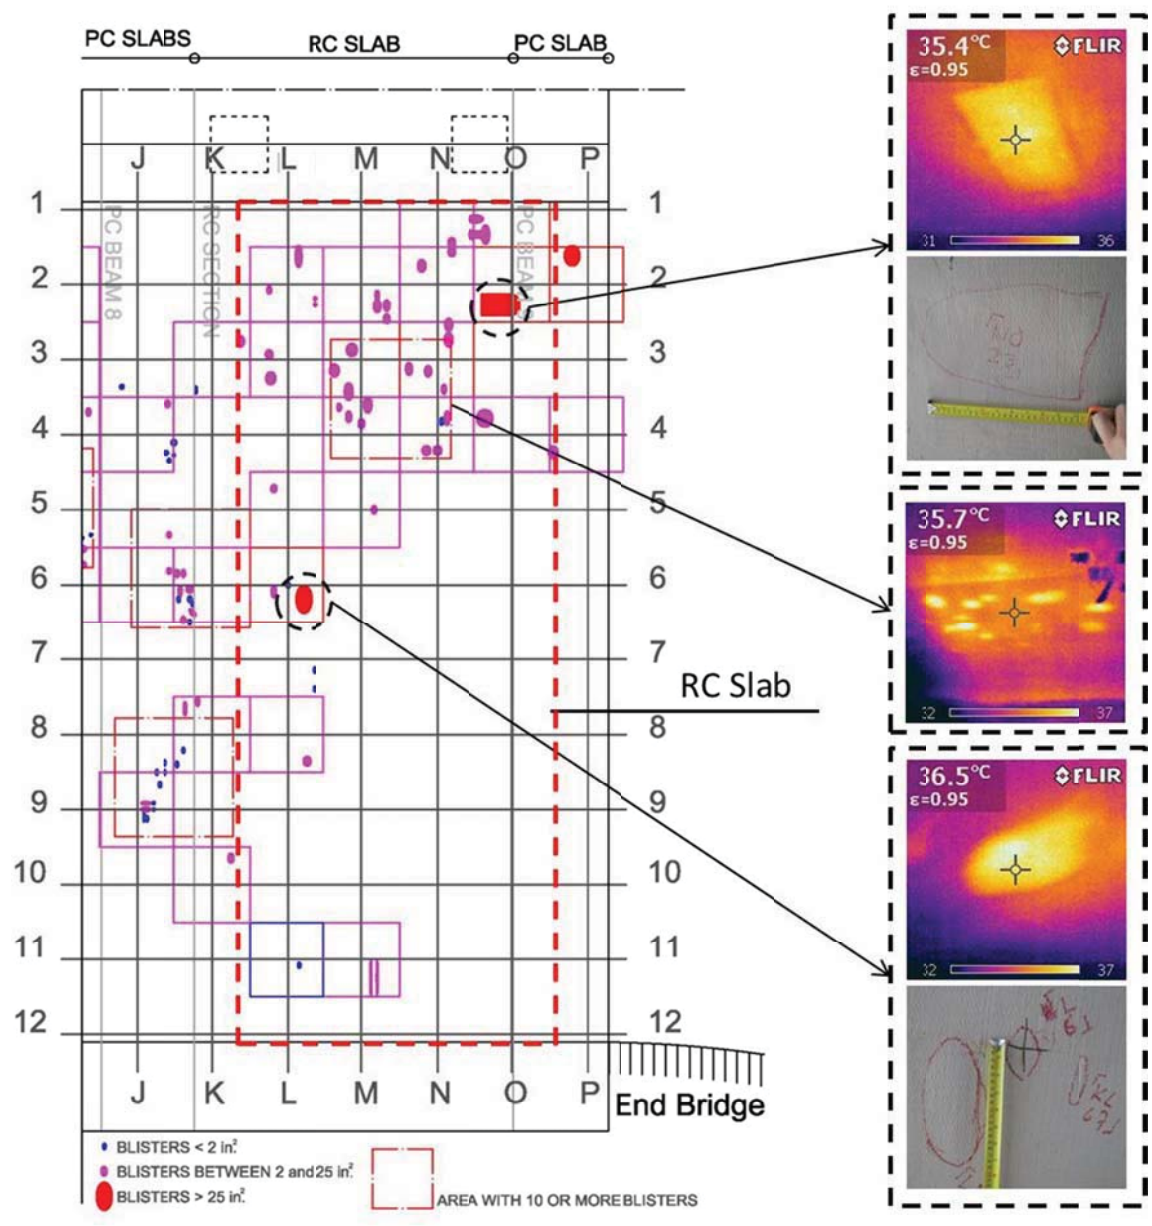 PC SLABS RC SLAB PC SLAB
J K L M N O P
PC BEAM 8
RC SECTION
PC BEAM
1 1
2 2
3 3
4 4
5 5
6 6
7 7
8 8
9 9
10 10
11 11
12 12
RC Slab
J K L M N O P
End Bridge
BLISTERS < 2 in².
BLISTERS BETWEEN 2 and 25 in².
BLISTERS > 25 in².
AREA WITH 10 OR MORE BLISTERS
35.4°C FLIR
ε=0.95
31 36
35.7°C FLIR
ε=0.95
32 37
36.5°C FLIR
ε=0.95
32 37